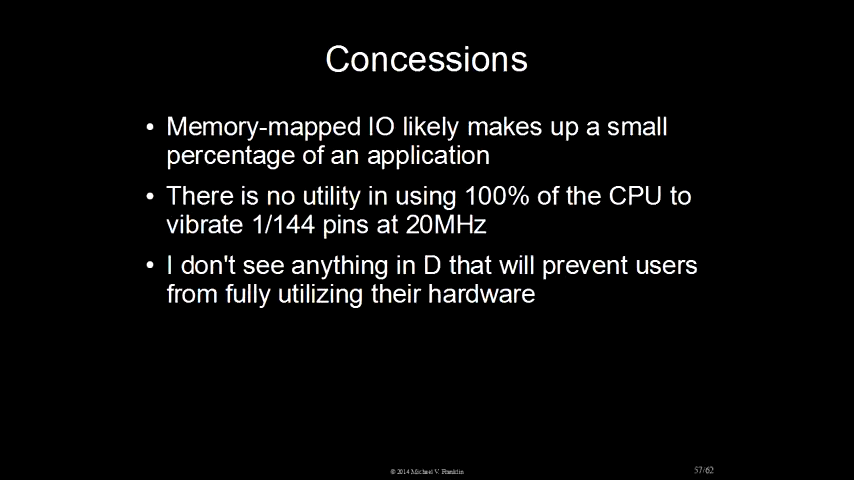 Concessions
• Memory-mapped IO likely makes up a small
percentage of an application
• There is no utility in using 100% of the CPU to
vibrate 1/144 pins at 20MHz
• I don't see anything in D that will prevent users
from fully utilizing their hardware
© 2014 Michael V. Franklin
57/62